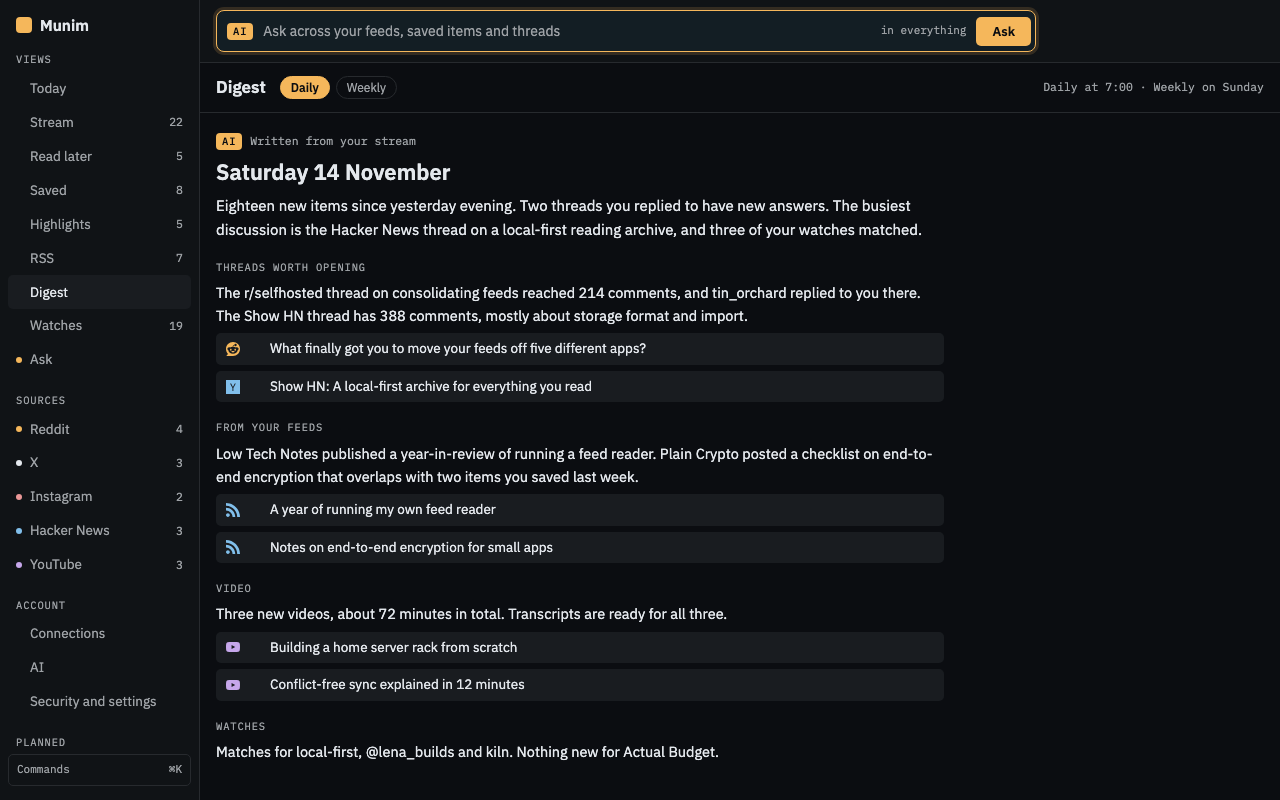 Munim
VIEWS
Today
Stream 22
Read later 5
Saved 8
Highlights 5
RSS 7
Digest
Watches 19
Ask
SOURCES
Reddit 4
X 3
Instagram 2
Hacker News 3
YouTube 3
ACCOUNT
Connections
AI
Security and settings
PLANNED
Commands ⌘K
AI Ask across your feeds, saved items and threads in everything Ask
Digest Daily Weekly Daily at 7:00 · Weekly on Sunday
AI Written from your stream
Saturday 14 November
Eighteen new items since yesterday evening. Two threads you replied to have new answers. The busiest
discussion is the Hacker News thread on a local-first reading archive, and three of your watches matched.
THREADS WORTH OPENING
The r/selfhosted thread on consolidating feeds reached 214 comments, and tin_orchard replied to you there.
The Show HN thread has 388 comments, mostly about storage format and import.
What finally got you to move your feeds off five different apps?
Y Show HN: A local-first archive for everything you read
FROM YOUR FEEDS
Low Tech Notes published a year-in-review of running a feed reader. Plain Crypto posted a checklist on end-to-
end encryption that overlaps with two items you saved last week.
A year of running my own feed reader
Notes on end-to-end encryption for small apps
VIDEO
Three new videos, about 72 minutes in total. Transcripts are ready for all three.
Building a home server rack from scratch
Conflict-free sync explained in 12 minutes
WATCHES
Matches for local-first, @lena_builds and kiln. Nothing new for Actual Budget.